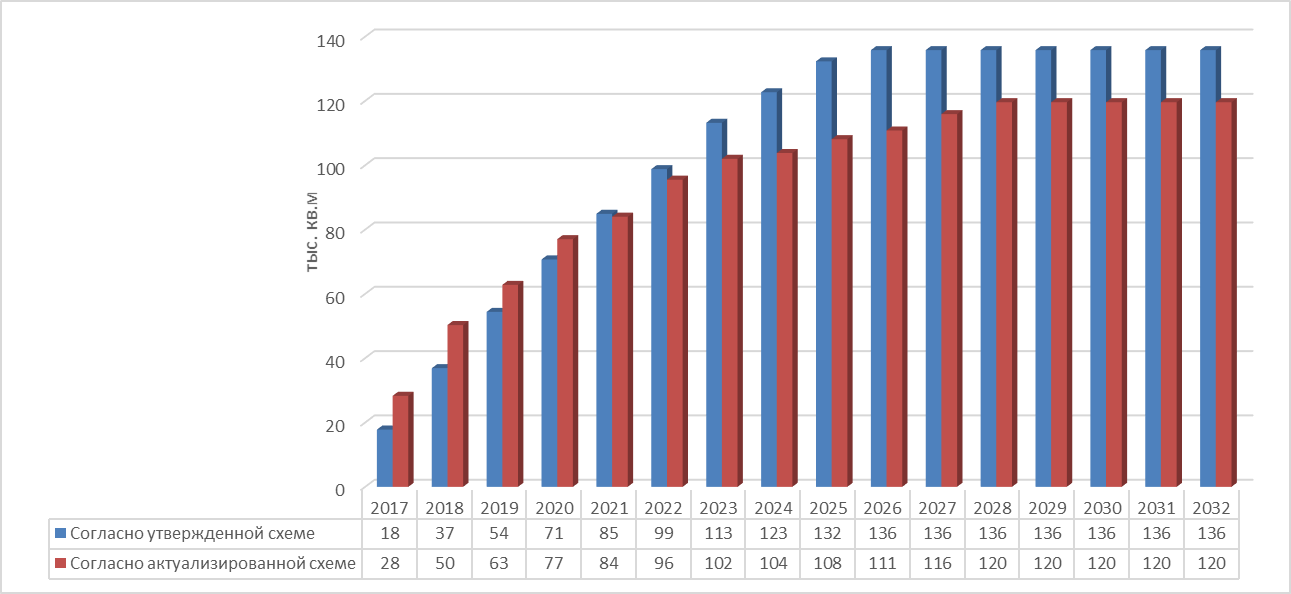 140
120
100
80
60
40
20
0
тыс. кв.м
2017 2018 2019 2020 2021 2022 2023 2024 2025 2026 2027 2028 2029 2030 2031 2032
Согласно утвержденной схеме 18 37 54 71 85 99 113 123 132 136 136 136 136 136 136 136
Согласно актуализированной схеме 28 50 63 77 84 96 102 104 108 111 116 120 120 120 120 120